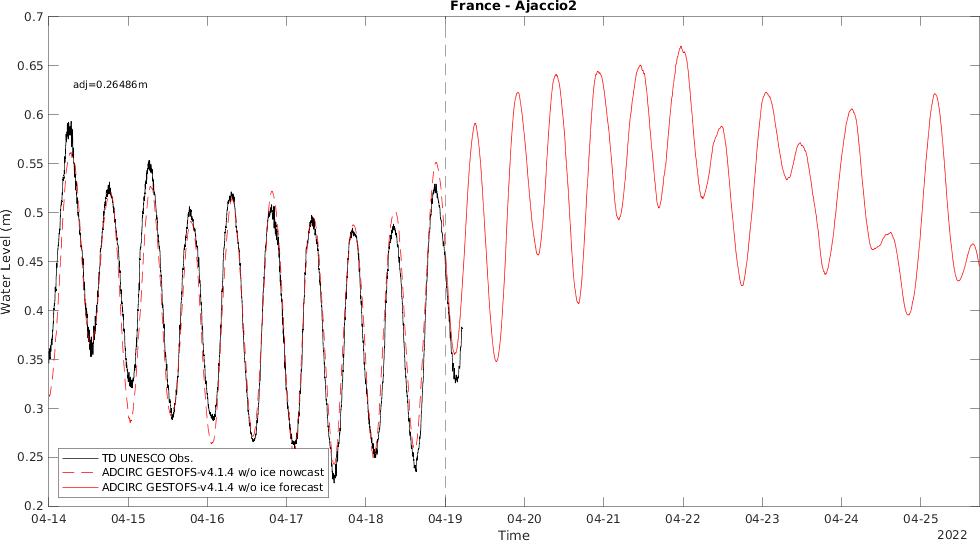 France - Ajaccio2
Water Level (m)
0.7
0.65
0.6
0.55
0.5
0.45
0.4
0.35
0.3
0.25
0.2
adj=0.26486m
TD UNESCO Obs.
ADCIRC GESTOFS-v4.1.4 w/o ice nowcast
ADCIRC GESTOFS-v4.1.4 w/o ice forecast
04-14 04-15 04-16 04-17 04-18 04-19 04-20 04-21 04-22 04-23 04-24 04-25
Time
2022